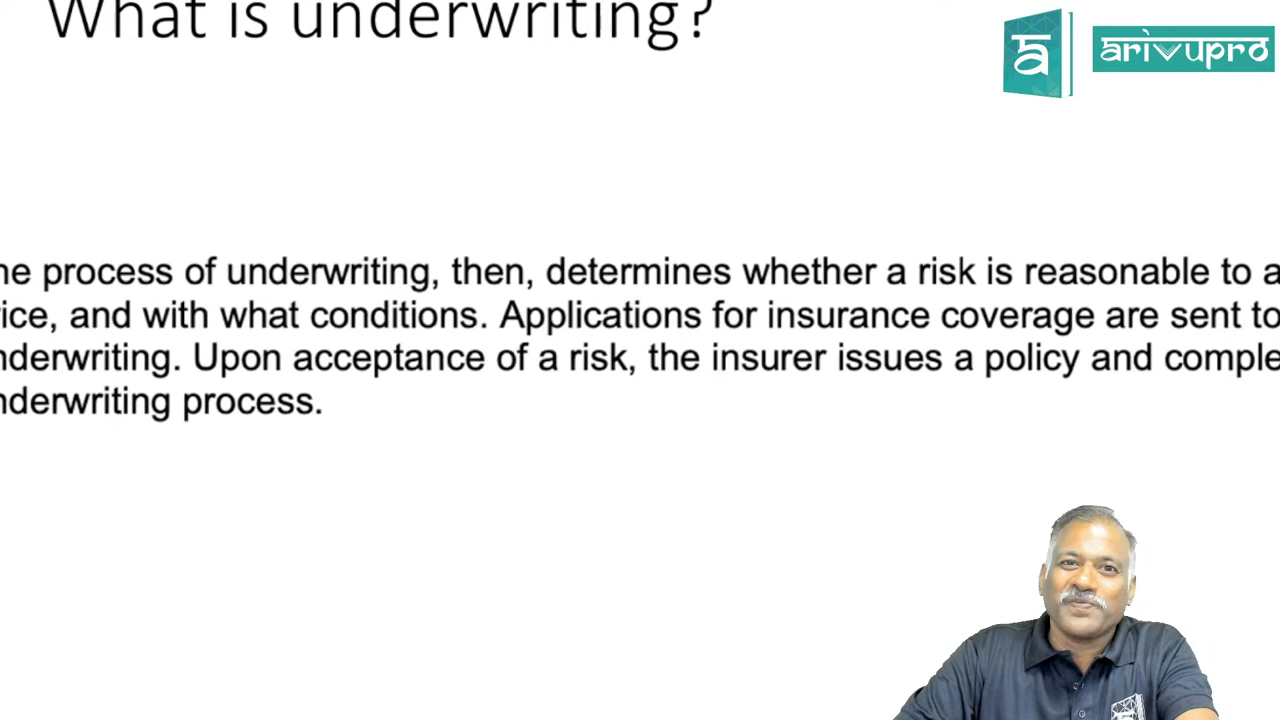 What is underwriting?
arivupro
he process of underwriting, then, determines whether a risk is reasonable to a
ice, and with what conditions. Applications for insurance coverage are sent to
nderwriting. Upon acceptance of a risk, the insurer issues a policy and comple
nderwriting process.